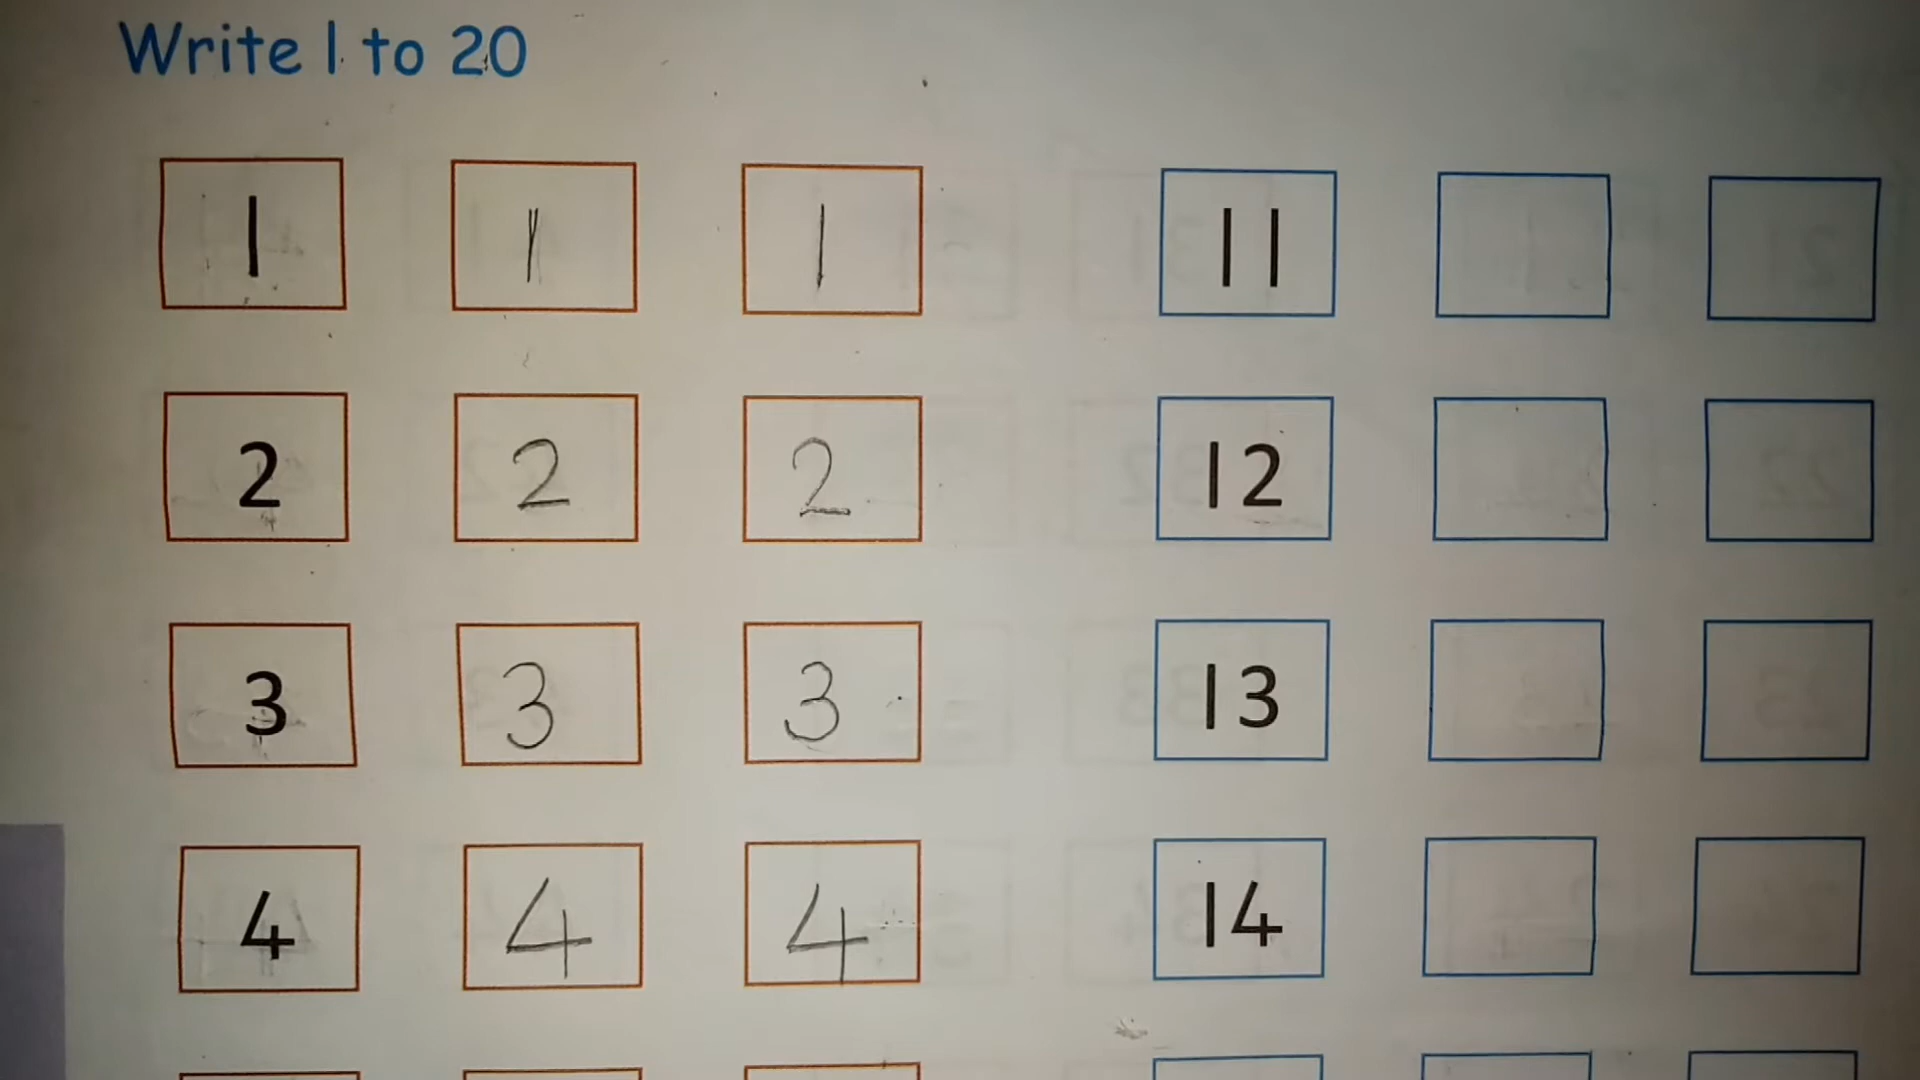 Write 1 to 20
1 1 1 11
2 2 2 12
3 3 3 13
4 4 4 14